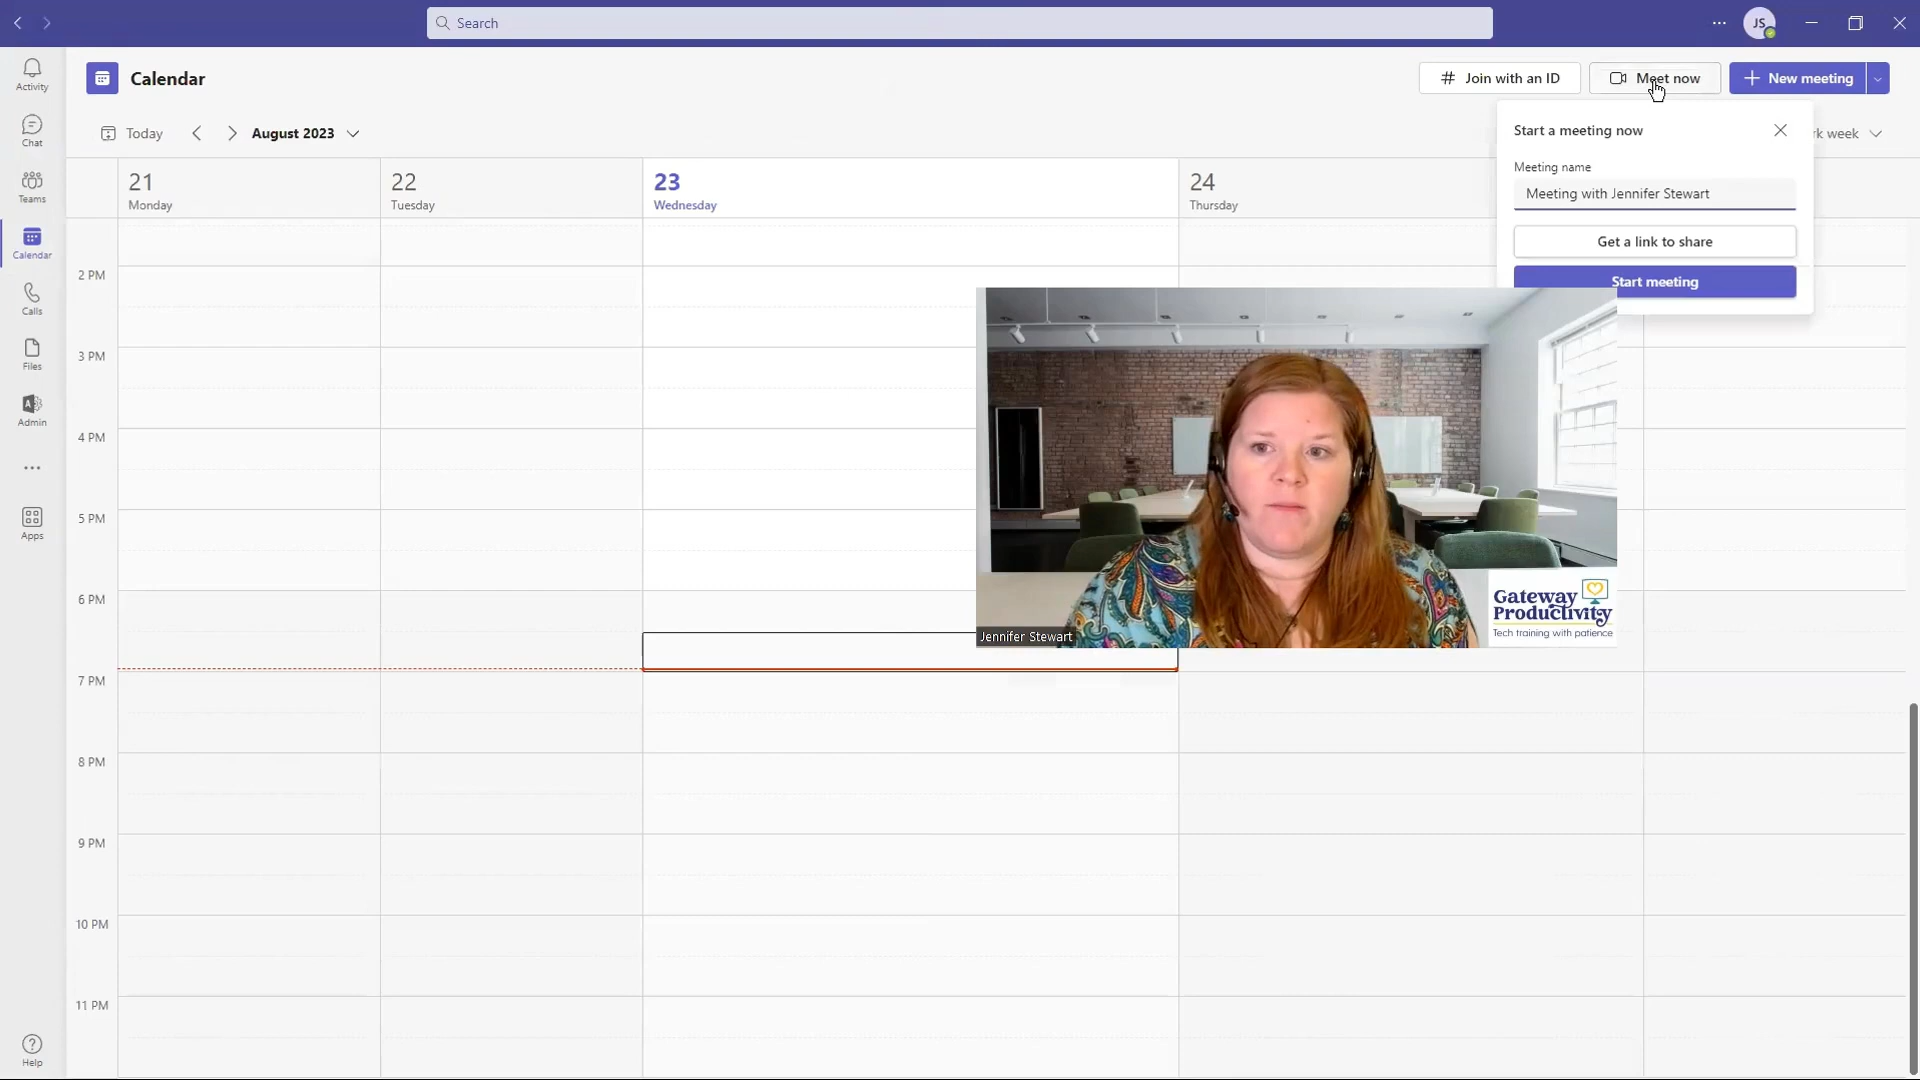 Search
JS
Activity
Chat
Teams
Calendar
Calls
Files
Admin
Apps
Help
Calendar
Join with an ID
Meet now
New meeting
Today
August 2023
rk week
21
Monday
22
Tuesday
23
Wednesday
24
Thursday
2 PM
3 PM
4 PM
5 PM
6 PM
7 PM
8 PM
9 PM
10 PM
11 PM
Start a meeting now
Meeting name
Meeting with Jennifer Stewart
Get a link to share
Start meeting
Jennifer Stewart
Gateway
Productivity
Tech training with patience